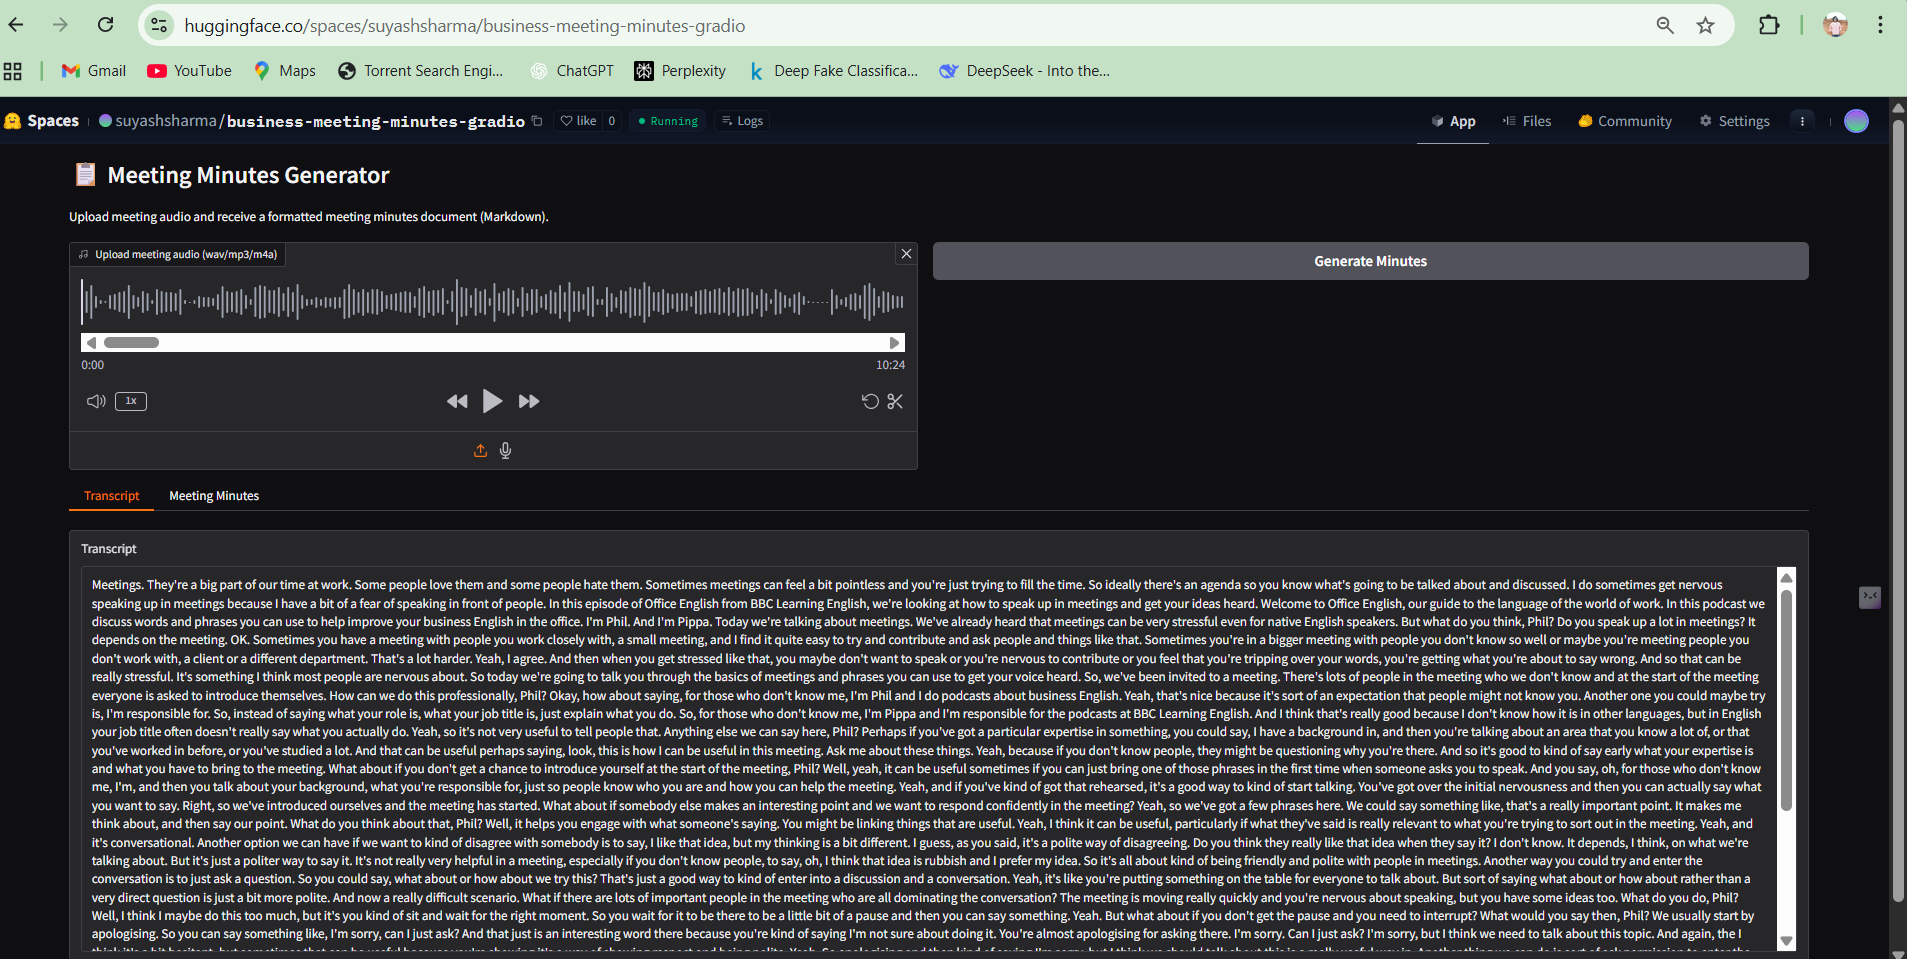 huggingface.co/spaces/suyashsharma/business-meeting-minutes-gradio
Gmail YouTube Maps Torrent Search Engi... ChatGPT Perplexity Deep Fake Classifica... DeepSeek - Into the...
Spaces suyashsharma/business-meeting-minutes-gradio like 0 Running Logs App Files Community Settings
Meeting Minutes Generator
Upload meeting audio and receive a formatted meeting minutes document (Markdown).
Upload meeting audio (wav/mp3/m4a)
Generate Minutes
0:00 10:24
1x
Transcript Meeting Minutes
Transcript
Meetings. They're a big part of our time at work. Some people love them and some people hate them. Sometimes meetings can feel a bit pointless and you're just trying to fill the time. So ideally there's an agenda so you know what's going to be talked about and discussed. I do sometimes get nervous
speaking up in meetings because I have a bit of a fear of speaking in front of people. In this episode of Office English from BBC Learning English, we're looking at how to speak up in meetings and get your ideas heard. Welcome to Office English, our guide to the language of the world of work. In this podcast we
discuss words and phrases you can use to help improve your business English in the office. I'm Phil. And I'm Pippa. Today we're talking about meetings. We've already heard that meetings can be very stressful even for native English speakers. But what do you think, Phil? Do you speak up a lot in meetings? It
depends on the meeting. OK. Sometimes you have a meeting with people you work closely with, a small meeting, and I find it quite easy to try and contribute and ask people and things like that. Sometimes you're in a bigger meeting with people you don't know so well or maybe you're meeting people you
don't work with, a client or a different department. That's a lot harder. Yeah, I agree. And then when you get stressed like that, you maybe don't want to speak or you're nervous to contribute or you feel that you're tripping over your words, you're getting what you're about to say wrong. And so that can be
really stressful. It's something I think most people are nervous about. So today we're going to talk you through the basics of meetings and phrases you can use to get your voice heard. So, we've been invited to a meeting. There's lots of people in the meeting who we don't know and at the start of the meeting
everyone is asked to introduce themselves. How can we do this professionally, Phil? Okay, how about saying, for those who don't know me, I'm Phil and I do podcasts about business English. Yeah, that's nice because it's sort of an expectation that people might not know you. Another one you could maybe try
is, I'm responsible for. So, instead of saying what your role is, what your job title is, just explain what you do. So, for those who don't know me, I'm Pippa and I'm responsible for the podcasts at BBC Learning English. And I think that's really good because I don't know how it is in other languages, but in English
your job title often doesn't really say what you actually do. Yeah, so it's not very useful to tell people that. Anything else we can say here, Phil? Perhaps if you've got a particular expertise in something, you could say, I have a background in, and then you're talking about an area that you know a lot of, or that
you've worked in before, or you've studied a lot. And that can be useful perhaps saying, look, this is how I can be useful in this meeting. Ask me about these things. Yeah, because if you don't know people, they might be questioning why you're there. And so it's good to kind of say early what your expertise is
and what you have to bring to the meeting. What about if you don't get a chance to introduce yourself at the start of the meeting, Phil? Well, yeah, it can be useful sometimes if you can just bring one of those phrases in the first time when someone asks you to speak. And you say, oh, for those who don't know
me, I'm, and then you talk about your background, what you're responsible for, just so people know who you are and how you can help the meeting. Yeah, and if you've kind of got that rehearsed, it's a good way to kind of start talking. You've got over the initial nervousness and then you can actually say what
you want to say. Right, so we've introduced ourselves and the meeting has started. What about if somebody else makes an interesting point and we want to respond confidently in the meeting? Yeah, so we've got a few phrases here. We could say something like, that's a really important point. It makes me
think about, and then say our point. What do you think about that, Phil? Well, it helps you engage with what someone's saying. You might be linking things that are useful. Yeah, I think it can be useful, particularly if what they've said is really relevant to what you're trying to sort out in the meeting. Yeah, and
it's conversational. Another option we can have if we want to kind of disagree with somebody is to say, I like that idea, but my thinking is a bit different. I guess, as you said, it's a polite way of disagreeing. Do you think they really like that idea when they say it? I don't know. It depends, I think, on what we're
talking about. But it's just a politer way to say it. It's not really very helpful in a meeting, especially if you don't know people, to say, oh, I think that idea is rubbish and I prefer my idea. So it's all about kind of being friendly and polite with people in meetings. Another way you could try and enter the
conversation is to just ask a question. So you could say, what about or how about we try this? That's just a good way to kind of enter into a discussion and a conversation. Yeah, it's like you're putting something on the table for everyone to talk about. But sort of saying what about or how about rather than a
very direct question is just a bit more polite. And now a really difficult scenario. What if there are lots of important people in the meeting who are all dominating the conversation? The meeting is moving really quickly and you're nervous about speaking, but you have some ideas too. What do you do, Phil?
Well, I think I maybe do this too much, but it's you kind of sit and wait for the right moment. So you wait for it to be there to be a little bit of a pause and then you can say something. Yeah. But what about if you don't get the pause and you need to interrupt? What would you say then, Phil? We usually start by
apologising. So you can say something like, I'm sorry, can I just ask? And that just is an interesting word there because you're kind of saying I'm not sure about doing it. You're almost apologising for asking there. I'm sorry. Can I just ask? I'm sorry, but I think we need to talk about this topic. And again, the I